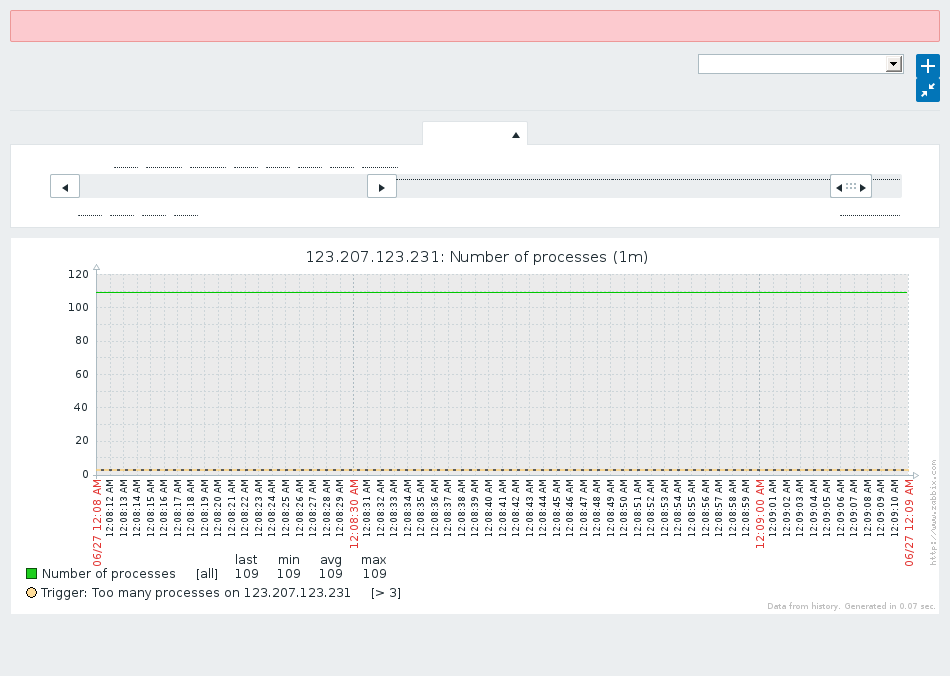 123.207.123.231: Number of processes (1m)
120
100
80
60
40
20
0
06/27 12:08 AM
12:08:12 AM
12:08:13 AM
12:08:14 AM
12:08:15 AM
12:08:16 AM
12:08:17 AM
12:08:18 AM
12:08:19 AM
12:08:20 AM
12:08:21 AM
12:08:22 AM
12:08:23 AM
12:08:24 AM
12:08:25 AM
12:08:26 AM
12:08:27 AM
12:08:28 AM
12:08:29 AM
12:08:30 AM
12:08:31 AM
12:08:32 AM
12:08:33 AM
12:08:34 AM
12:08:35 AM
12:08:36 AM
12:08:37 AM
12:08:38 AM
12:08:39 AM
12:08:40 AM
12:08:41 AM
12:08:42 AM
12:08:43 AM
12:08:44 AM
12:08:45 AM
12:08:46 AM
12:08:47 AM
12:08:48 AM
12:08:49 AM
12:08:50 AM
12:08:51 AM
12:08:52 AM
12:08:53 AM
12:08:54 AM
12:08:55 AM
12:08:56 AM
12:08:57 AM
12:08:58 AM
12:08:59 AM
12:09:00 AM
12:09:01 AM
12:09:02 AM
12:09:03 AM
12:09:04 AM
12:09:05 AM
12:09:06 AM
12:09:07 AM
12:09:08 AM
12:09:09 AM
12:09:10 AM
06/27 12:09 AM
http://www.zabbix.com
last min avg max
Number of processes [all] 109 109 109 109
Trigger: Too many processes on 123.207.123.231 [> 3]
Data from history. Generated in 0.07 sec.